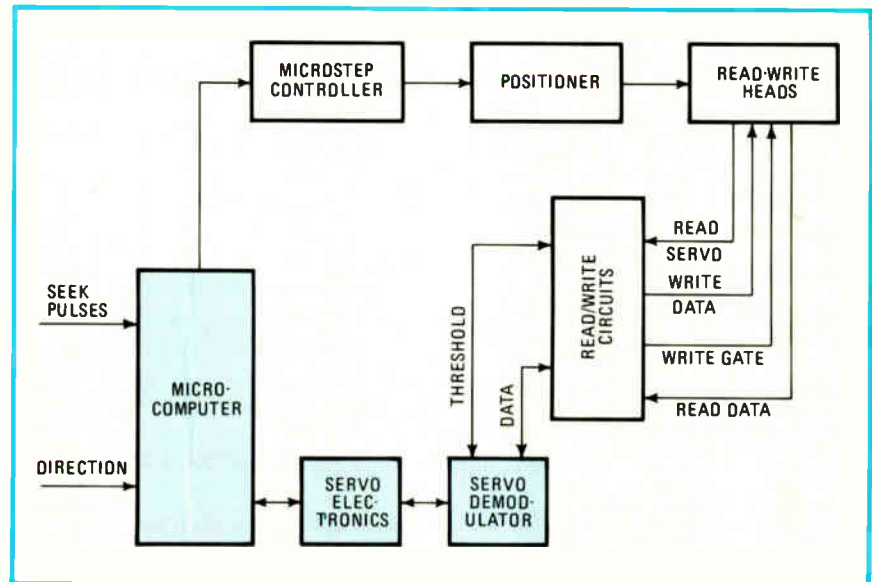 MICROSTEP
CONTROLLER
POSITIONER
READ-WRITE
HEADS
READ
SERVO
WRITE
DATA
WRITE GATE
READ DATA
READ/WRITE
CIRCUITS
THRESHOLD
DATA
SEEK
PULSES
MICRO-
COMPUTER
DIRECTION
SERVO
ELEC-
TRONICS
SERVO
DEMOD-
ULATOR